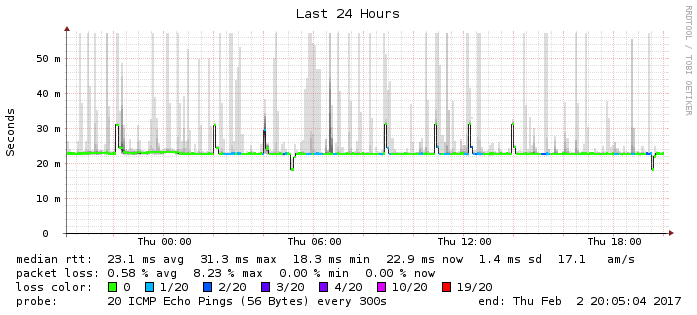 Last 24 Hours
RRDTOOL / TOBI OETIKER
Seconds
50 m
40 m
30 m
20 m
10 m
0
Thu 00:00 Thu 06:00 Thu 12:00 Thu 18:00
median rtt: 23.1 ms avg 31.3 ms max 18.3 ms min 22.9 ms now 1.4 ms sd 17.1 am/s
packet loss: 0.58 % avg 8.23 % max 0.00 % min 0.00 % now
loss color: 0 1/20 2/20 3/20 4/20 10/20 19/20
probe: 20 ICMP Echo Pings (56 Bytes) every 300s end: Thu Feb 2 20:05:04 2017